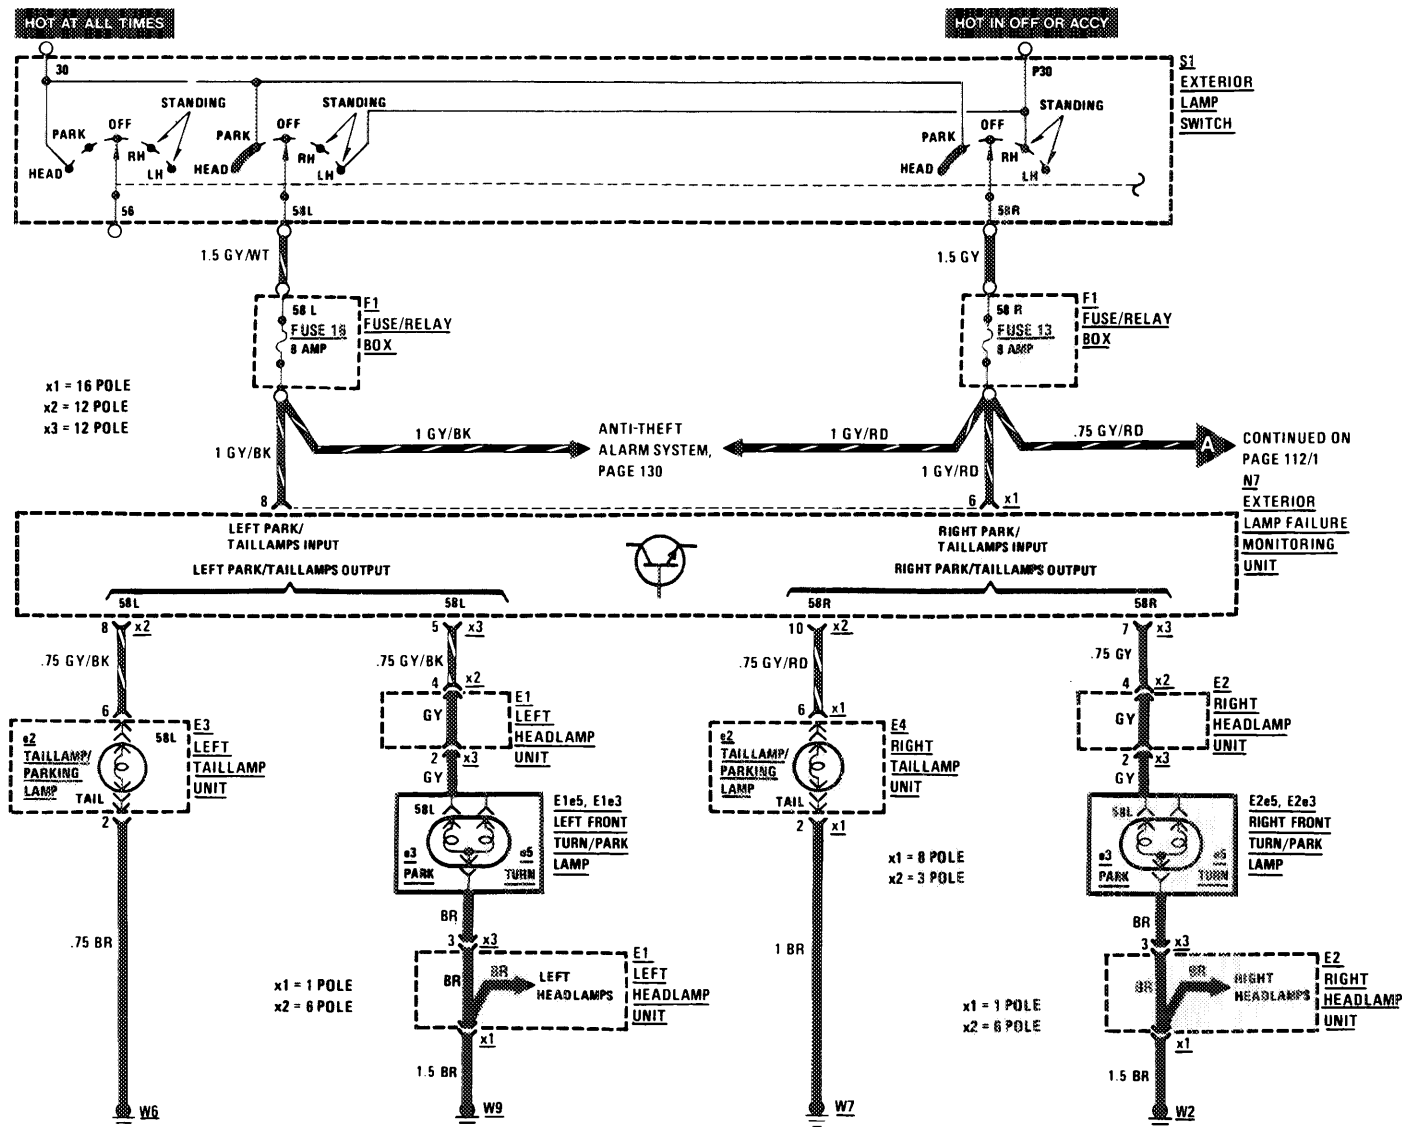 HOT AT ALL TIMES
HOT IN OFF OR ACCY
30
P30
S1
EXTERIOR
LAMP
SWITCH
STANDING
STANDING
STANDING
PARK
OFF
RH
HEAD
LH
PARK
OFF
RH
HEAD
LH
PARK
OFF
RH
HEAD
LH
56
58L
58R
1.5 GY/WT
1.5 GY
58 L
FUSE 16
8 AMP
F1
FUSE/RELAY
BOX
58 R
FUSE 13
8 AMP
F1
FUSE/RELAY
BOX
x1 = 16 POLE
x2 = 12 POLE
x3 = 12 POLE
1 GY/BK
1 GY/BK
ANTI-THEFT
ALARM SYSTEM,
PAGE 130
1 GY/RD
1 GY/RD
.75 GY/RD
A
CONTINUED ON
PAGE 112/1
8
6
x1
N7
EXTERIOR
LAMP FAILURE
MONITORING
UNIT
LEFT PARK/
TAILLAMPS INPUT
LEFT PARK/TAILLAMPS OUTPUT
RIGHT PARK/
TAILLAMPS INPUT
RIGHT PARK/TAILLAMPS OUTPUT
58L
58L
58R
58R
8
x2
5
x3
10
x2
7
x3
.75 GY/BK
.75 GY/BK
.75 GY/RD
.75 GY
4
x2
4
x2
6
GY
E1
LEFT
HEADLAMP
UNIT
6
x1
GY
E2
RIGHT
HEADLAMP
UNIT
e2
TAILLAMP/
PARKING
LAMP
58L
TAIL
E3
LEFT
TAILLAMP
UNIT
2
x3
GY
e2
TAILLAMP/
PARKING
LAMP
TAIL
E4
RIGHT
TAILLAMP
UNIT
2
x3
GY
2
58L
e3
PARK
e5
TURN
E1e5, E1e3
LEFT FRONT
TURN/PARK
LAMP
2
x1
x1 = 8 POLE
x2 = 3 POLE
58L
e3
PARK
e5
TURN
E2e5, E2e3
RIGHT FRONT
TURN/PARK
LAMP
.75 BR
BR
3
x3
1 BR
BR
3
x3
x1 = 1 POLE
x2 = 6 POLE
BR
BR
LEFT
HEADLAMPS
E1
LEFT
HEADLAMP
UNIT
x1
x1 = 1 POLE
x2 = 6 POLE
BR
BR
RIGHT
HEADLAMPS
E2
RIGHT
HEADLAMP
UNIT
x1
1.5 BR
1.5 BR
W6
W9
W7
W2